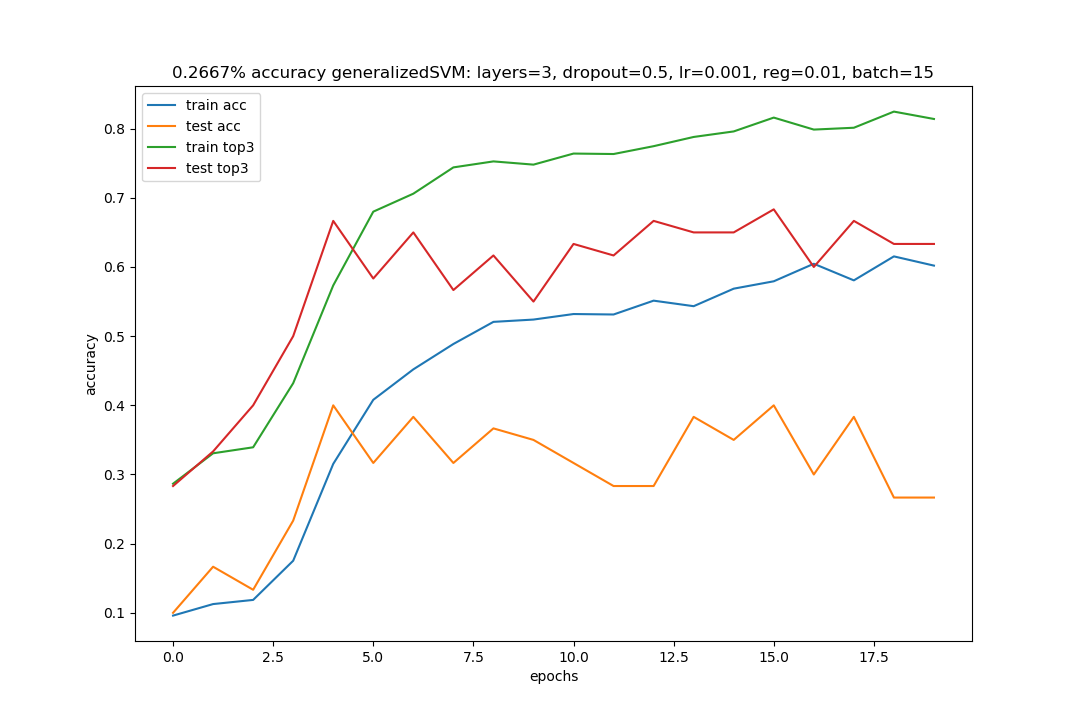 0.2667% accuracy generalizedSVM: layers=3, dropout=0.5, lr=0.001, reg=0.01, batch=15
train acc
test acc
train top3
test top3
accuracy
0.8
0.7
0.6
0.5
0.4
0.3
0.2
0.1
0.0 2.5 5.0 7.5 10.0 12.5 15.0 17.5
epochs